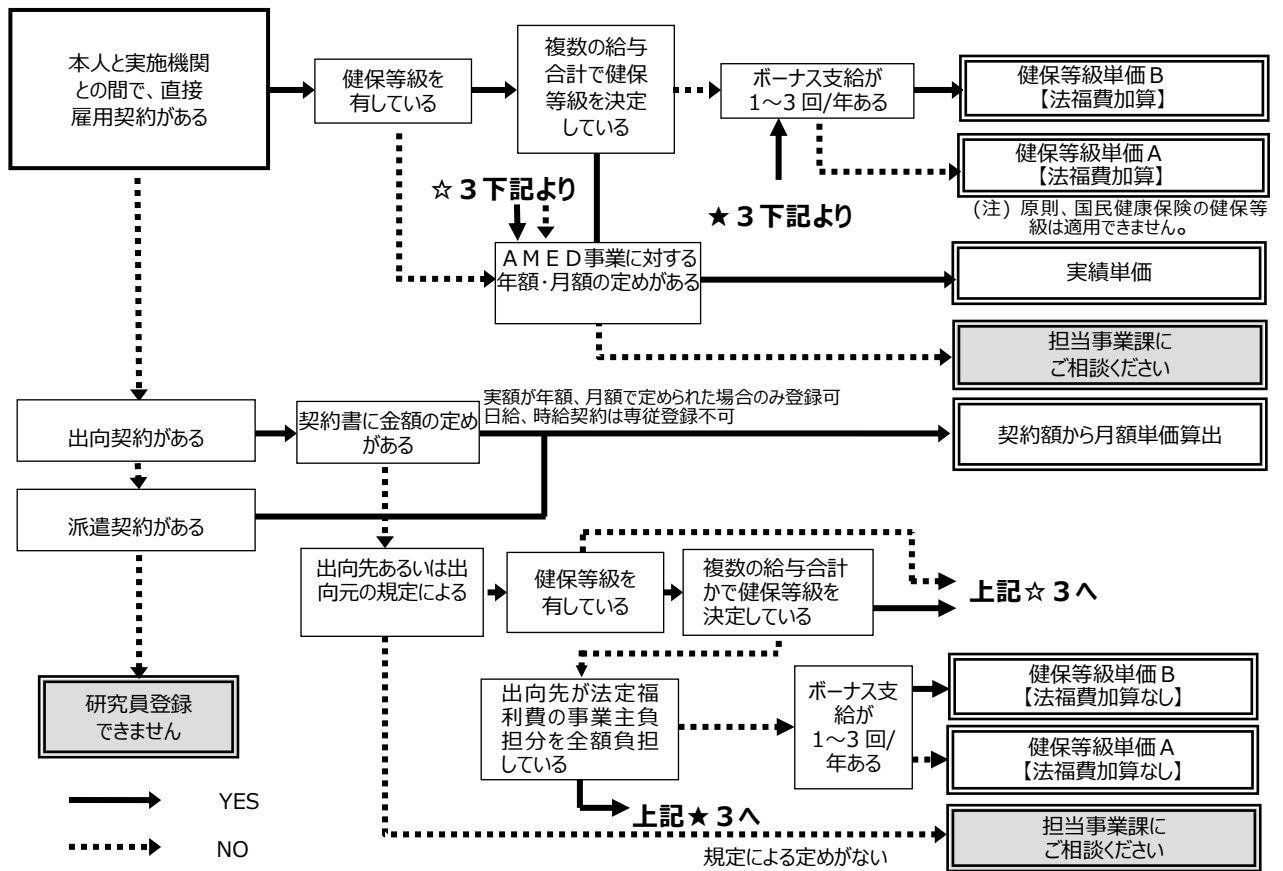 本人と実施機関
との間で、直接
雇用契約がある
健保等級を
有している
複数の給与
合計で健保
等級を決定
している
ボーナス支給が
1～3 回/年ある
健保等級単価 B
【法福費加算】
健保等級単価 A
【法福費加算】
(注) 原則、国民健康保険の健保等
級は適用できません。
☆３下記より
★３下記より
ＡＭＥＤ事業に対する
年額・月額の定めがある
実績単価
担当事業課に
ご相談ください
出向契約がある
契約書に金額の定め
がある
実額が年額、月額で定められた場合のみ登録可
日給、時給契約は専従登録不可
契約額から月額単価算出
派遣契約がある
出向先あるいは出
向元の規定による
健保等級を
有している
複数の給与合計
かで健保等級を
決定している
上記☆３へ
研究員登録
できません
出向先が法定福
利費の事業主負
担分を全額負担
している
ボーナス支
給が
1～3 回/
年ある
健保等級単価 B
【法福費加算なし】
健保等級単価 A
【法福費加算なし】
上記★３へ
YES
NO
規定による定めがない
担当事業課に
ご相談ください